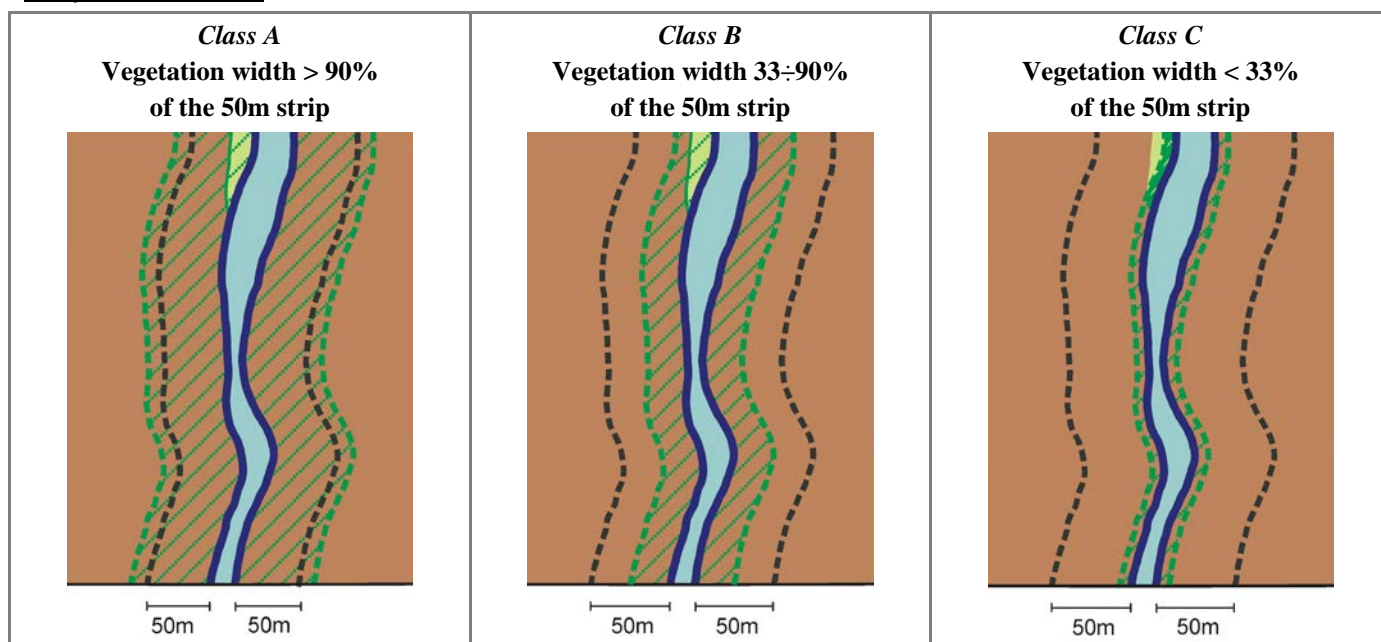 Class A
Vegetation width > 90%
of the 50m strip
Class B
Vegetation width 33÷90%
of the 50m strip
Class C
Vegetation width < 33%
of the 50m strip
50m 50m
50m 50m
50m 50m